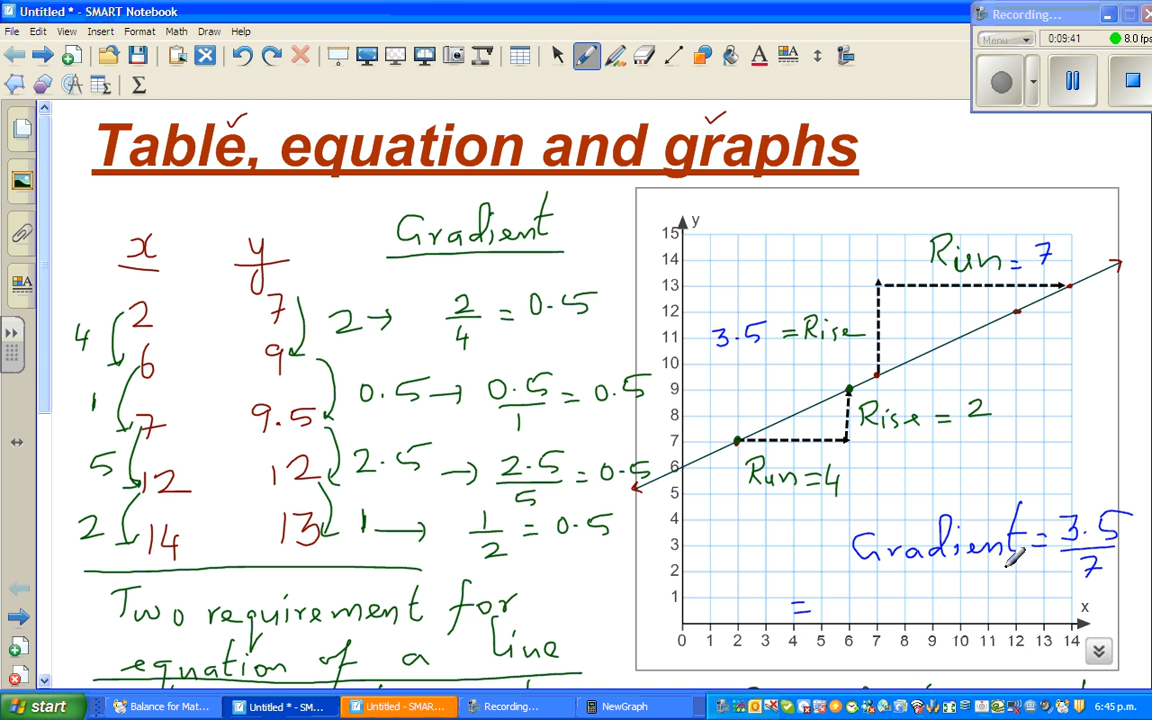 Untitled * - SMART Notebook
Recording...
File Edit View Insert Format Math Draw Help
Menu
0:09:41
8.0 fps
Table, equation and graphs
Gradient
x y
2 7
6 9
7 9.5
12 12
14 13
4
1
5
2
2 → 2/4 = 0.5
0.5 → 0.5/1 = 0.5
2.5 → 2.5/5 = 0.5
1 → 1/2 = 0.5
Two requirement for
equation of a line
y
15
14
13
12
11
10
9
8
7
6
5
4
3
2
1
0 1 2 3 4 5 6 7 8 9 10 11 12 13 14
x
Run = 7
3.5 = Rise
Rise = 2
Run = 4
Gradient = 3.5/7
=
start
Balance for Mat...
Untitled * - SM...
Untitled - SMAR...
Recording...
NewGraph
6:45 p.m.